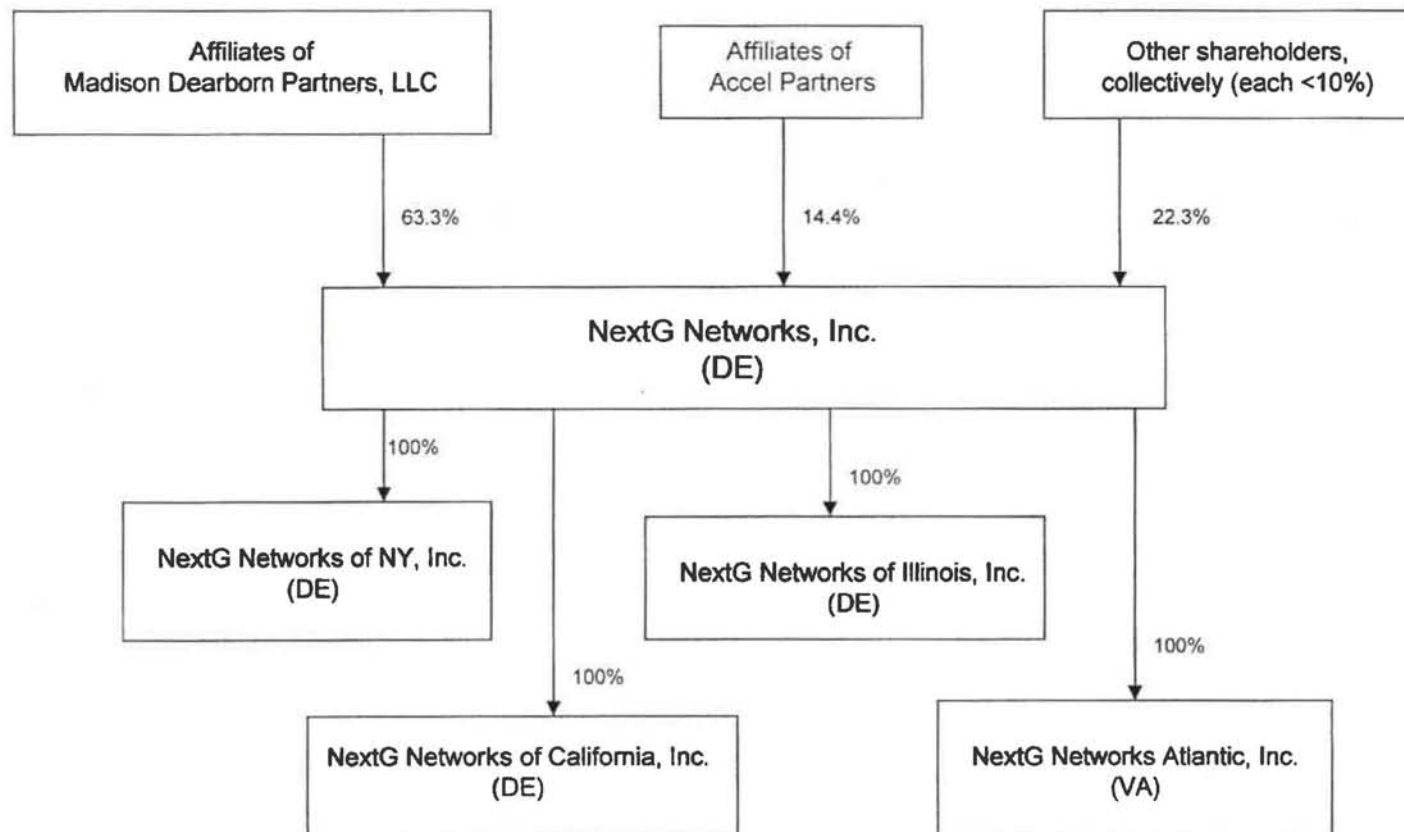 Affiliates of
Madison Dearborn Partners, LLC
Affiliates of
Accel Partners
Other shareholders,
collectively (each <10%)
63.3%
14.4%
22.3%
NextG Networks, Inc.
(DE)
100%
100%
NextG Networks of NY, Inc.
(DE)
NextG Networks of Illinois, Inc.
(DE)
100%
100%
NextG Networks of California, Inc.
(DE)
NextG Networks Atlantic, Inc.
(VA)